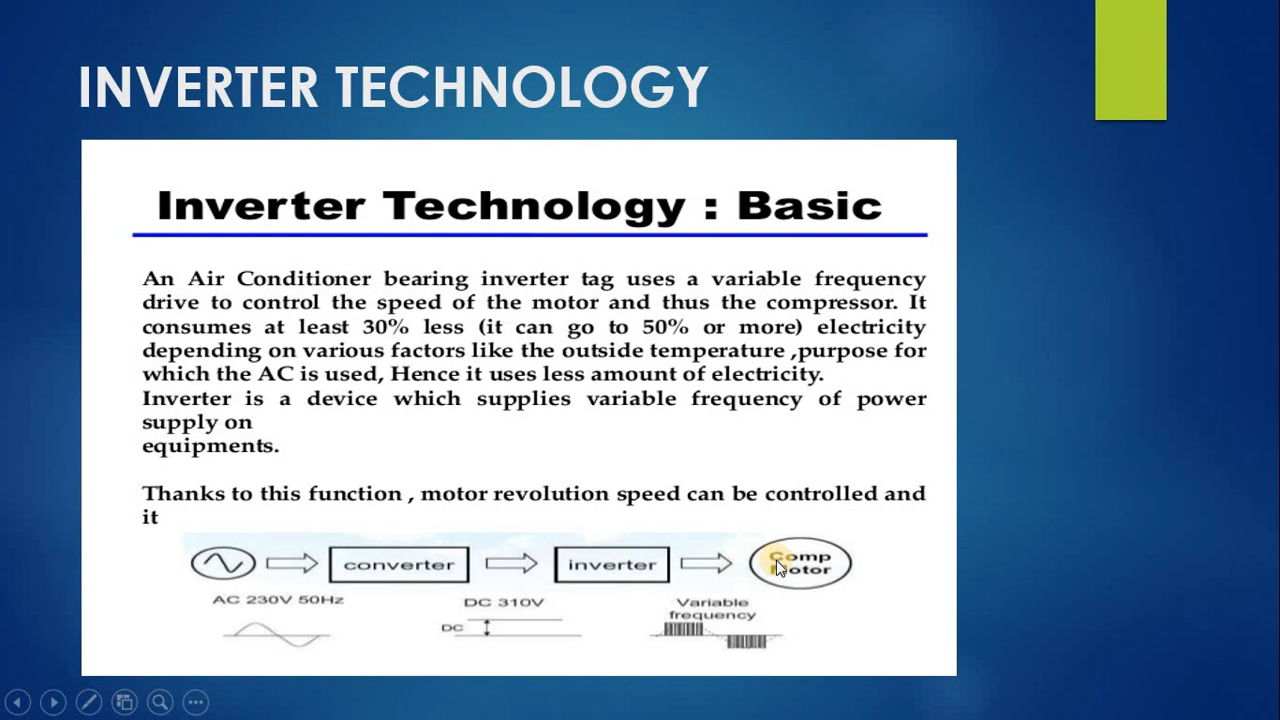 INVERTER TECHNOLOGY
Inverter Technology : Basic
An Air Conditioner bearing inverter tag uses a variable frequency
drive to control the speed of the motor and thus the compressor. It
consumes at least 30% less (it can go to 50% or more) electricity
depending on various factors like the outside temperature ,purpose for
which the AC is used, Hence it uses less amount of electricity.
Inverter is a device which supplies variable frequency of power
supply on
equipments.
Thanks to this function , motor revolution speed can be controlled and
it
converter
inverter
Comp
motor
AC 230V 50Hz
DC 310V
Variable
frequency
DC